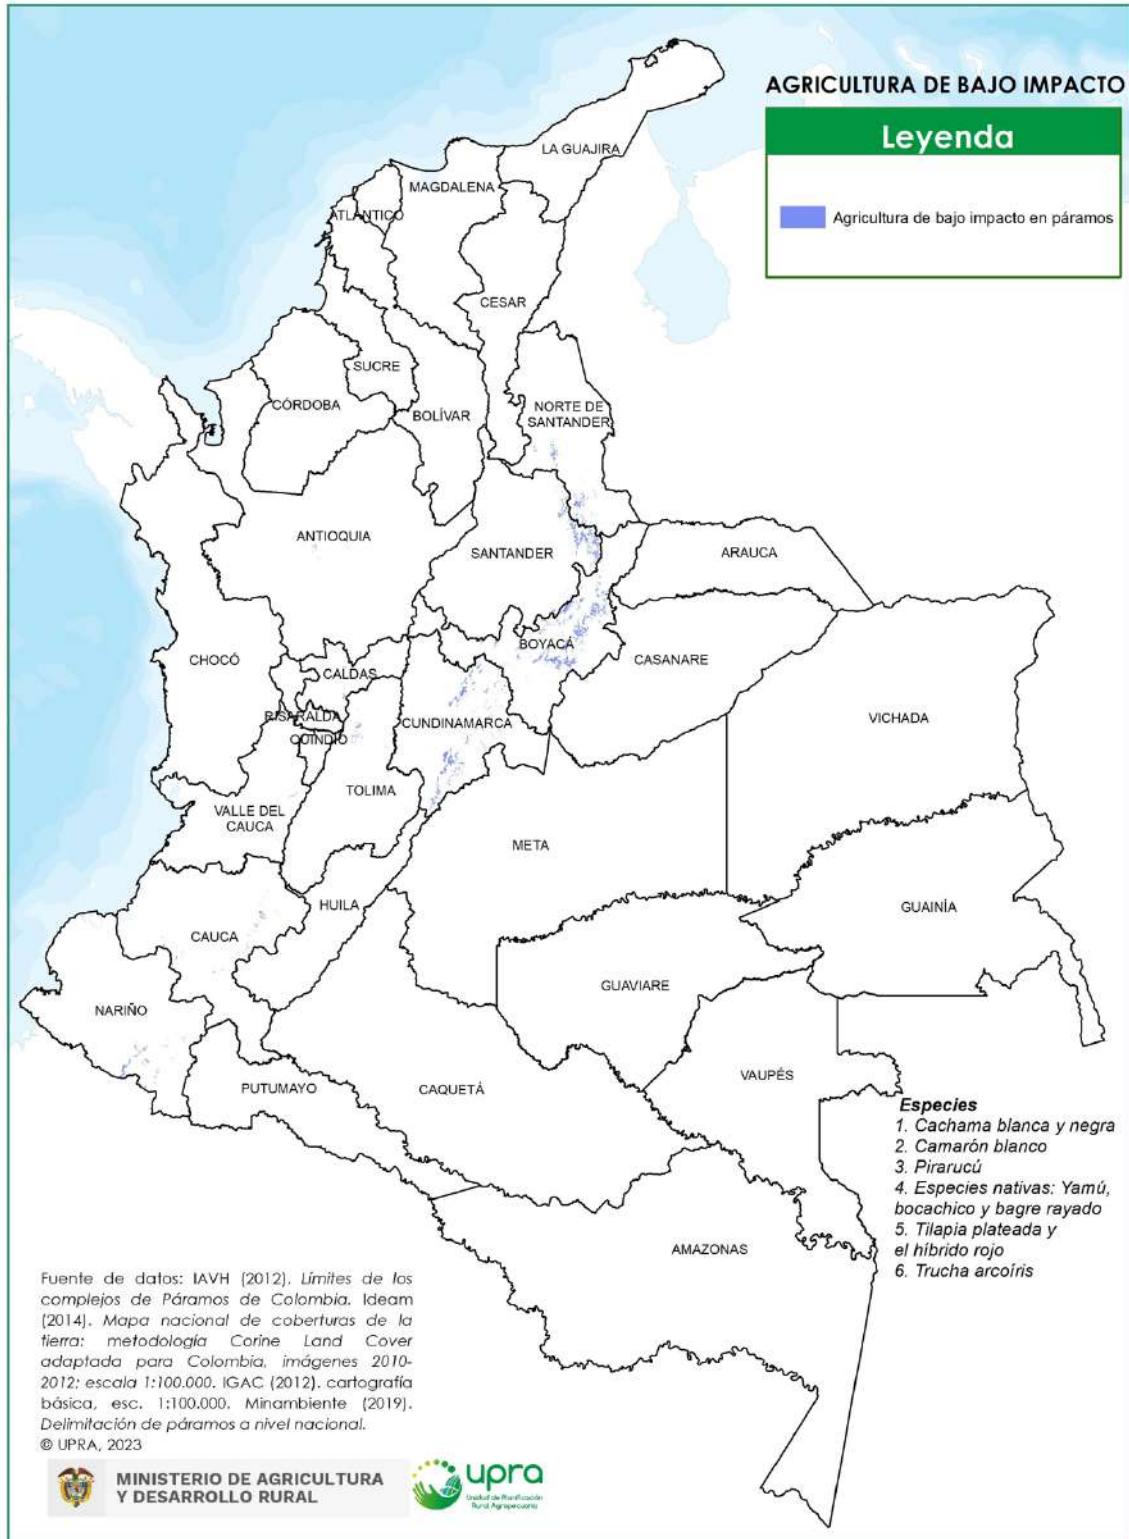 AGRICULTURA DE BAJO IMPACTO
Leyenda
Agricultura de bajo impacto en páramos
LA GUAJIRA
MAGDALENA
ATLÁNTICO
CESAR
SUCRE
CÓRDOBA
BOLÍVAR
NORTE DE
SANTANDER
ANTIOQUIA
SANTANDER
ARAUCA
CHOCÓ
BOYACÁ
CASANARE
CALDAS
RISARALDA
QUINDIO
CUNDINAMARCA
VICHADA
TOLIMA
VALLE DEL
CAUCA
META
HUILA
GUAINÍA
CAUCA
GUAVIARE
NARIÑO
VAUPÉS
PUTUMAYO
CAQUETÁ
AMAZONAS
Especies
1. Cachama blanca y negra
2. Camarón blanco
3. Pirarucú
4. Especies nativas: Yamú,
bocachico y bagre rayado
5. Tilapia plateada y
el híbrido rojo
6. Trucha arcoíris
Fuente de datos: IAVH (2012). Límites de los
complejos de Páramos de Colombia. Ideam
(2014). Mapa nacional de coberturas de la
tierra: metodología Corine Land Cover
adaptada para Colombia, imágenes 2010-
2012; escala 1:100.000. IGAC (2012). cartografía
básica, esc. 1:100.000. Minambiente (2019).
Delimitación de páramos a nivel nacional.
© UPRA, 2023
MINISTERIO DE AGRICULTURA
Y DESARROLLO RURAL
upra
Unidad de Planificación
Rural Agropecuaria